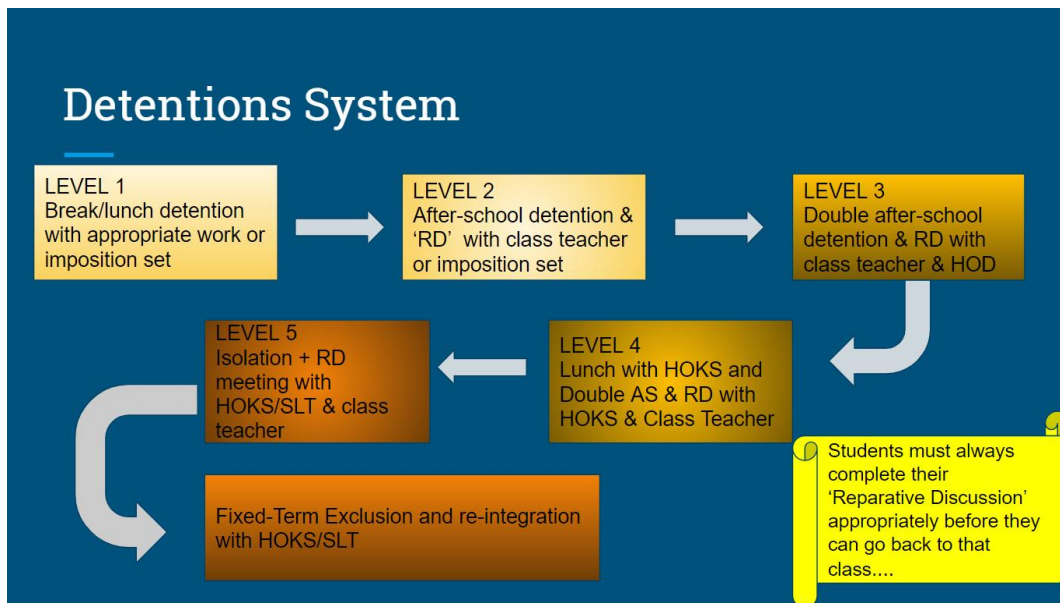 Detentions System
LEVEL 1
Break/lunch detention
with appropriate work or
imposition set
LEVEL 2
After-school detention &
‘RD’ with class teacher
or imposition set
LEVEL 3
Double after-school
detention & RD with
class teacher & HOD
LEVEL 4
Lunch with HOKS and
Double AS & RD with
HOKS & Class Teacher
LEVEL 5
Isolation + RD
meeting with
HOKS/SLT & class
teacher
Fixed-Term Exclusion and re-integration
with HOKS/SLT
Students must always
complete their
‘Reparative Discussion’
appropriately before they
can go back to that
class....